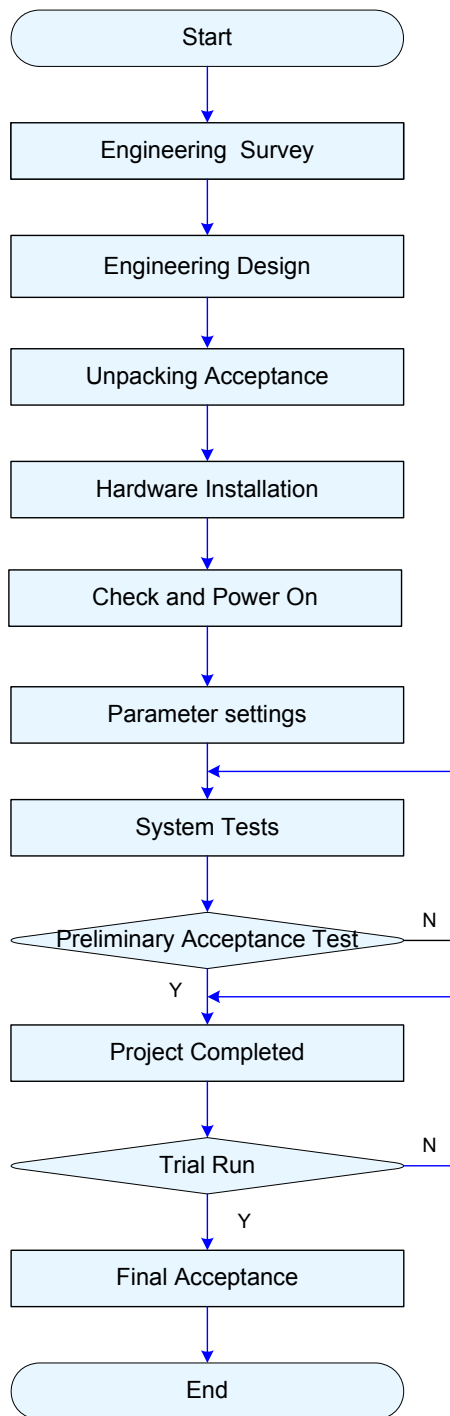 Start
Engineering  Survey
Engineering Design
Unpacking Acceptance
Hardware Installation
Check and Power On
Parameter settings
System Tests
Preliminary Acceptance Test
N
Y
Project Completed
Trial Run
N
Y
Final Acceptance
End